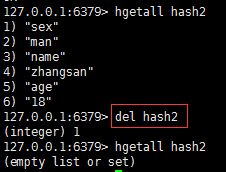 127.0.0.1:6379> hgetall hash2
1) "sex"
2) "man"
3) "name"
4) "zhangsan"
5) "age"
6) "18"
127.0.0.1:6379> del hash2
(integer) 1
127.0.0.1:6379> hgetall hash2
(empty list or set)